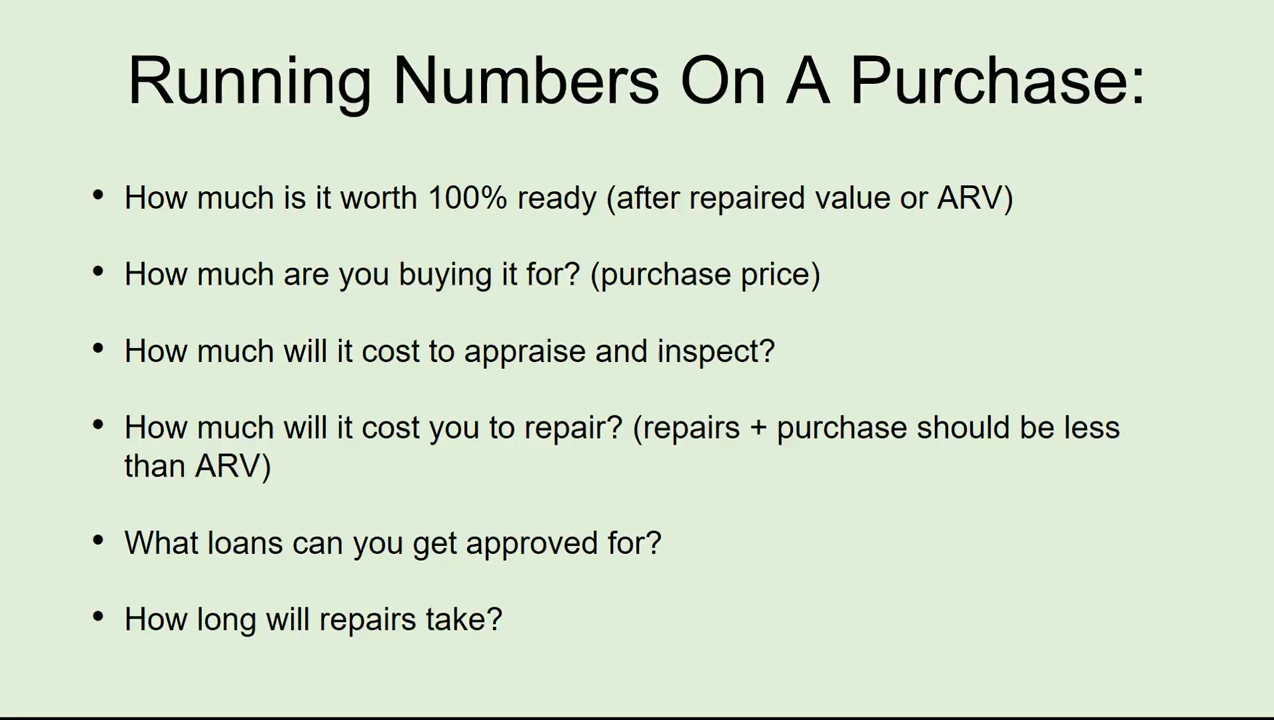 Running Numbers On A Purchase:
• How much is it worth 100% ready (after repaired value or ARV)
• How much are you buying it for? (purchase price)
• How much will it cost to appraise and inspect?
• How much will it cost you to repair? (repairs + purchase should be less
than ARV)
• What loans can you get approved for?
• How long will repairs take?